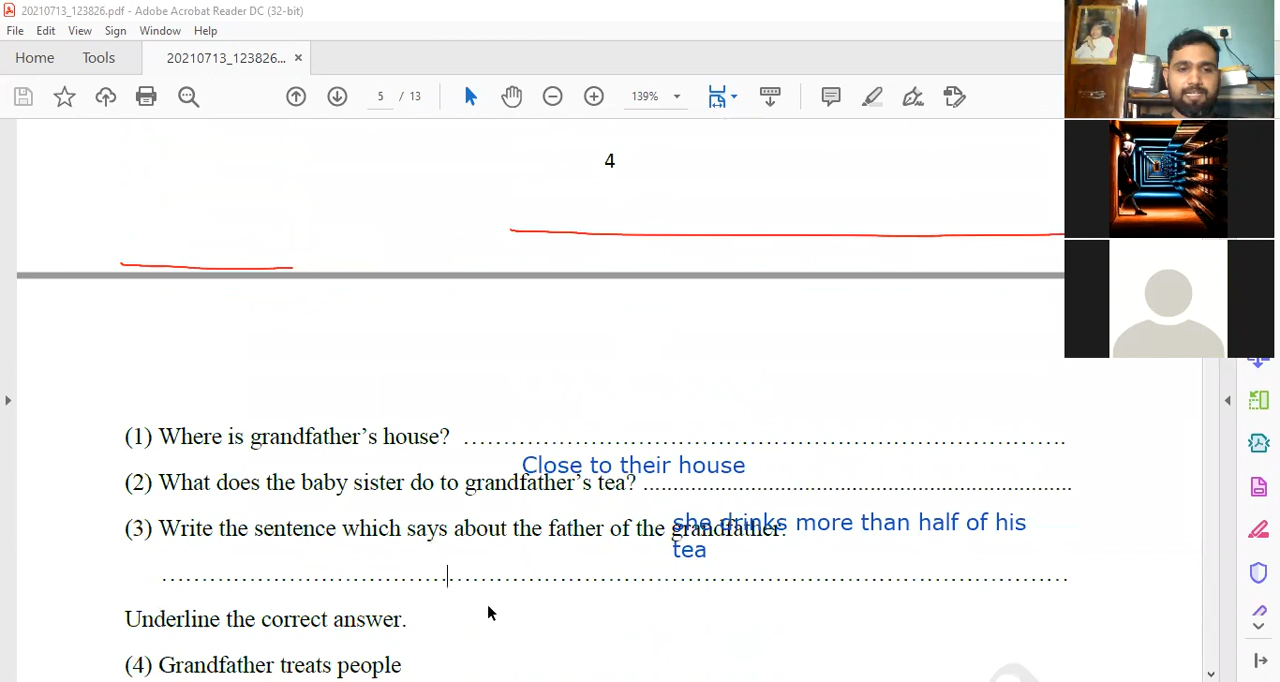 20210713_123826.pdf - Adobe Acrobat Reader DC (32-bit)
File Edit View Sign Window Help
Home Tools 20210713_123826... ×
5 / 13 139%
4
(1) Where is grandfather's house? ............................................................................
Close to their house
(2) What does the baby sister do to grandfather's tea? ............................................................................
(3) Write the sentence which says about the father of the grandfather.
she drinks more than half of his
tea
....................................................................................................................
Underline the correct answer.
(4) Grandfather treats people